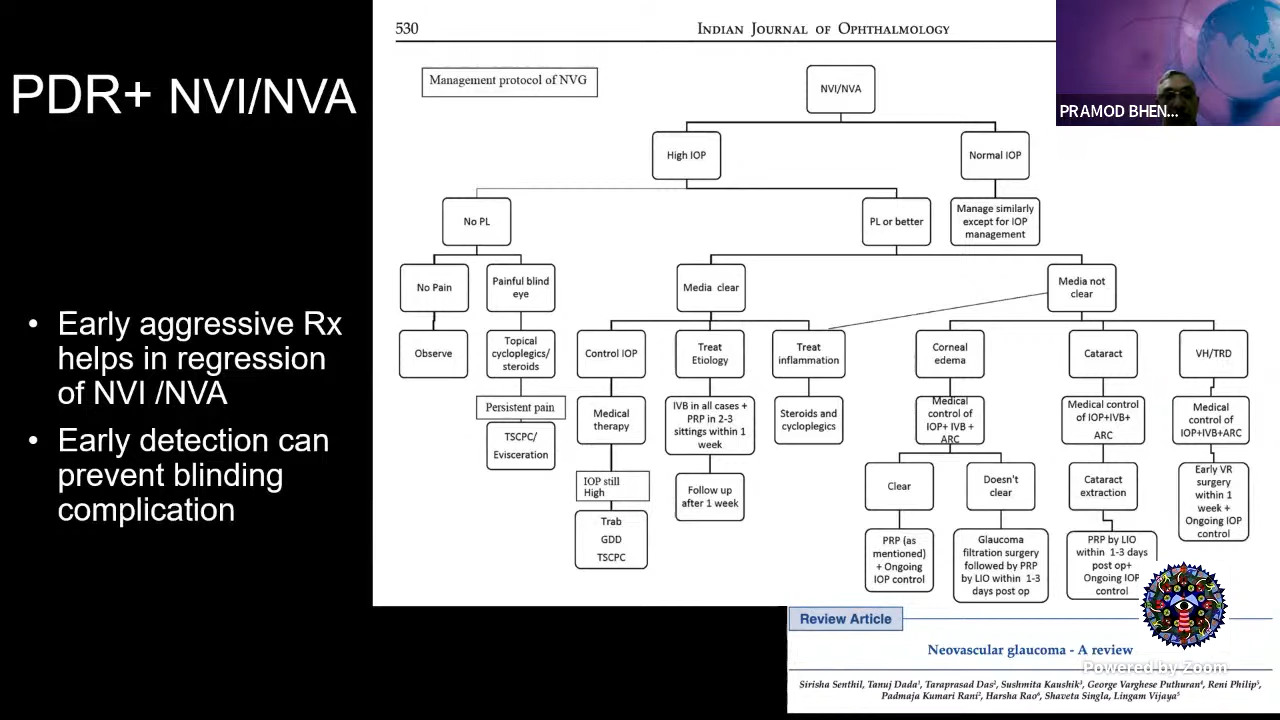 PDR+ NVI/NVA
• Early aggressive Rx
helps in regression
of NVI /NVA
• Early detection can
prevent blinding
complication
530
INDIAN JOURNAL OF OPHTHALMOLOGY
PRAMOD BHEN...
Management protocol of NVG
NVI/NVA
High IOP
Normal IOP
No PL
PL or better
Manage similarly
except for IOP
management
No Pain
Painful blind
eye
Media clear
Media not
clear
Observe
Topical
cycloplegics/
steroids
Control IOP
Treat
Etiology
Treat
inflammation
Corneal
edema
Cataract
VH/TRD
Persistent pain
TSCPC/
Evisceration
Medical
therapy
IVB in all cases +
PRP in 2-3
sittings within 1
week
Steroids and
cycloplegics
Medical
control of
IOP+ IVB +
ARC
Medical control
of IOP+IVB+
ARC
Medical
control of
IOP+IVB+ARC
IOP still
High
Trab
GDD
TSCPC
Follow up
after 1 week
Clear
Doesn't
clear
Cataract
extraction
Early VR
surgery
within 1
week +
Ongoing IOP
control
PRP (as
mentioned)
+ Ongoing
IOP control
Glaucoma
filtration surgery
followed by PRP
by LIO within 1-3
days post op
PRP by LIO
within 1-3 days
post op+
Ongoing IOP
control
Review Article
Neovascular glaucoma - A review
Powered by Zoom
Sirisha Senthil, Tanuj Dada¹, Taraprasad Das², Sushmita Kaushik³, George Varghese Puthuran⁴, Reni Philip⁵,
Padmaja Kumari Rani², Harsha Rao⁶, Shaveta Singla, Lingam Vijaya⁵